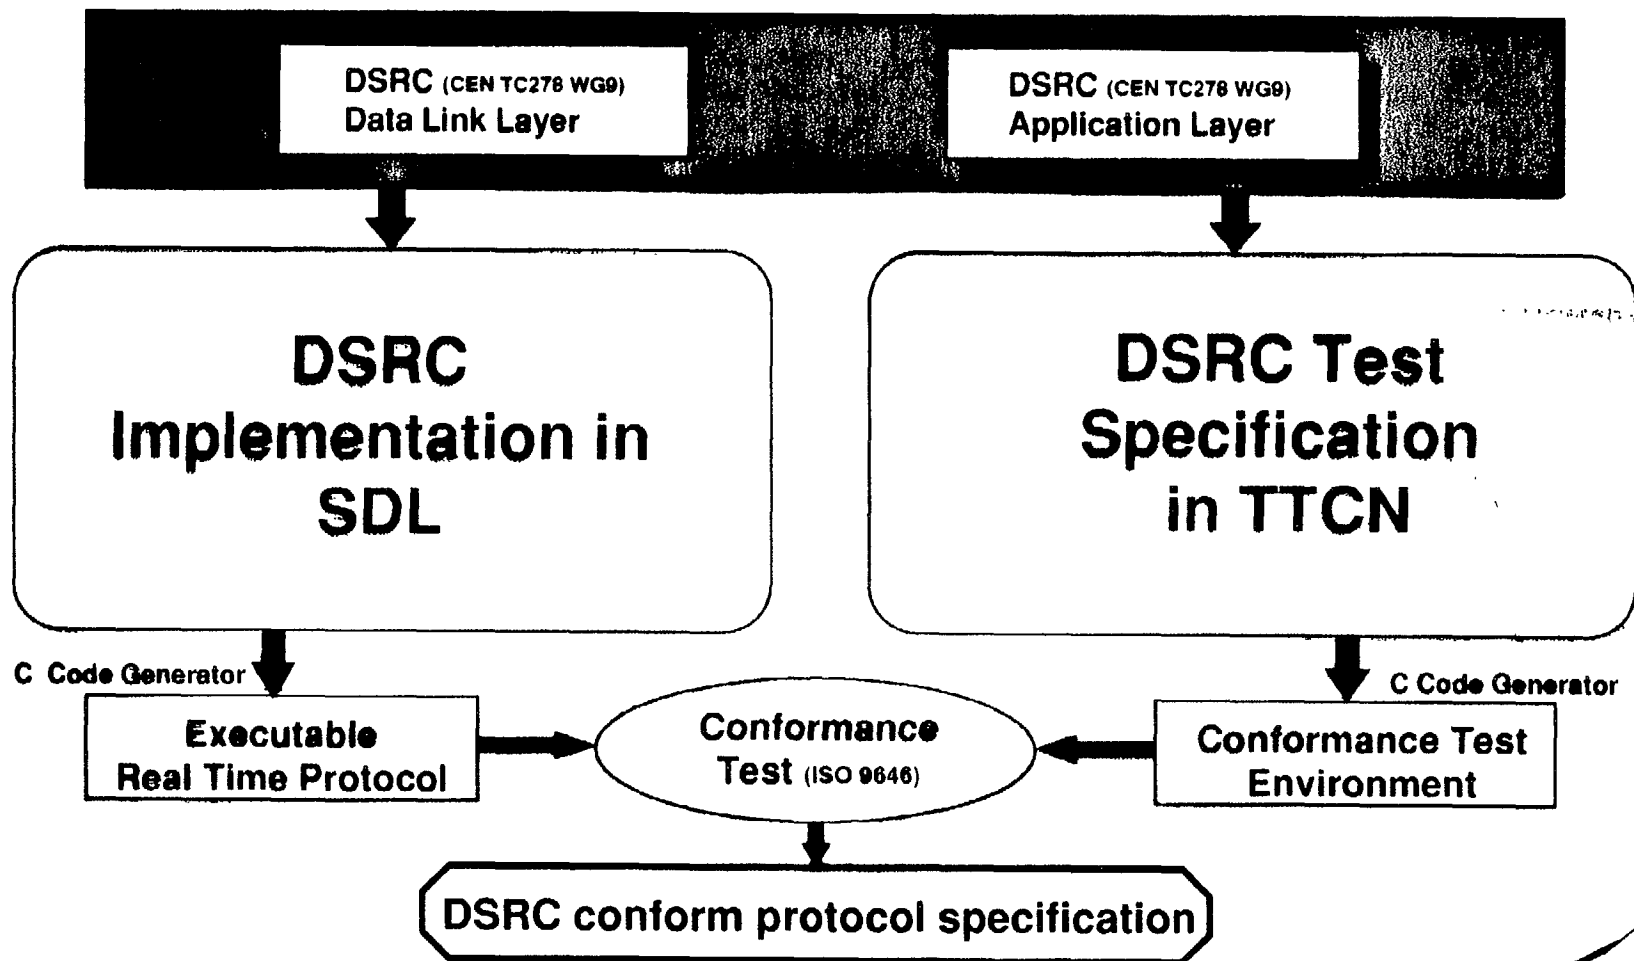 DSRC (CEN TC278 WG9)
Data Link Layer
DSRC (CEN TC278 WG9)
Application Layer
DSRC
Implementation in
SDL
DSRC Test
Specification
in TTCN
C Code Generator
C Code Generator
Executable
Real Time Protocol
Conformance
Test (ISO 9646)
Conformance Test
Environment
DSRC conform protocol specification